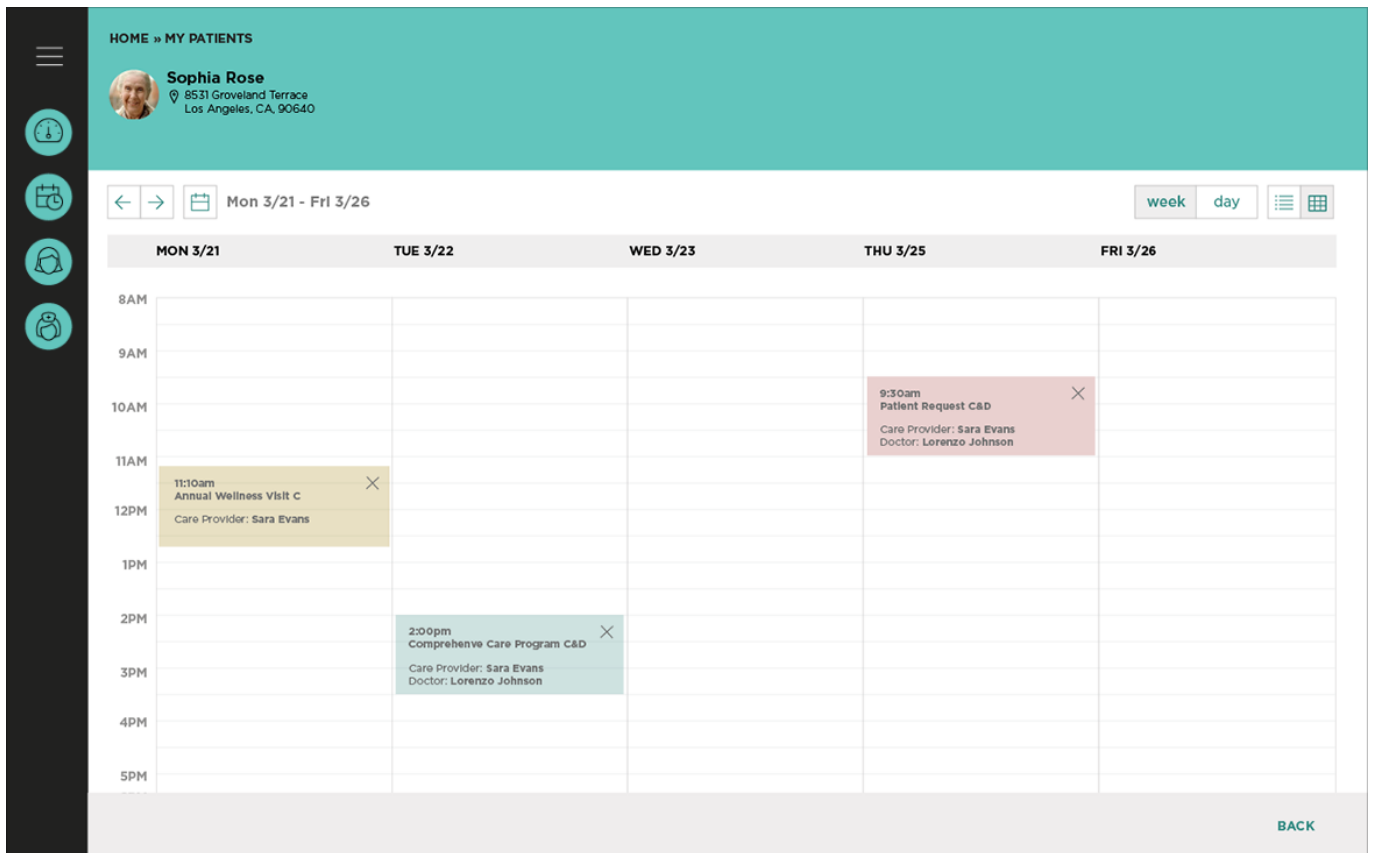 HOME » MY PATIENTS
Sophia Rose
8531 Groveland Terrace
Los Angeles, CA, 90640
Mon 3/21 - Fri 3/26
week
day
MON 3/21
TUE 3/22
WED 3/23
THU 3/25
FRI 3/26
8AM
9AM
9:30am
Patient Request C&D
10AM
Care Provider: Sara Evans
Doctor: Lorenzo Johnson
11AM
11:10am
Annual Wellness Visit C
12PM
Care Provider: Sara Evans
1PM
2PM
2:00pm
Comprehenve Care Program C&D
3PM
Care Provider: Sara Evans
Doctor: Lorenzo Johnson
4PM
5PM
BACK